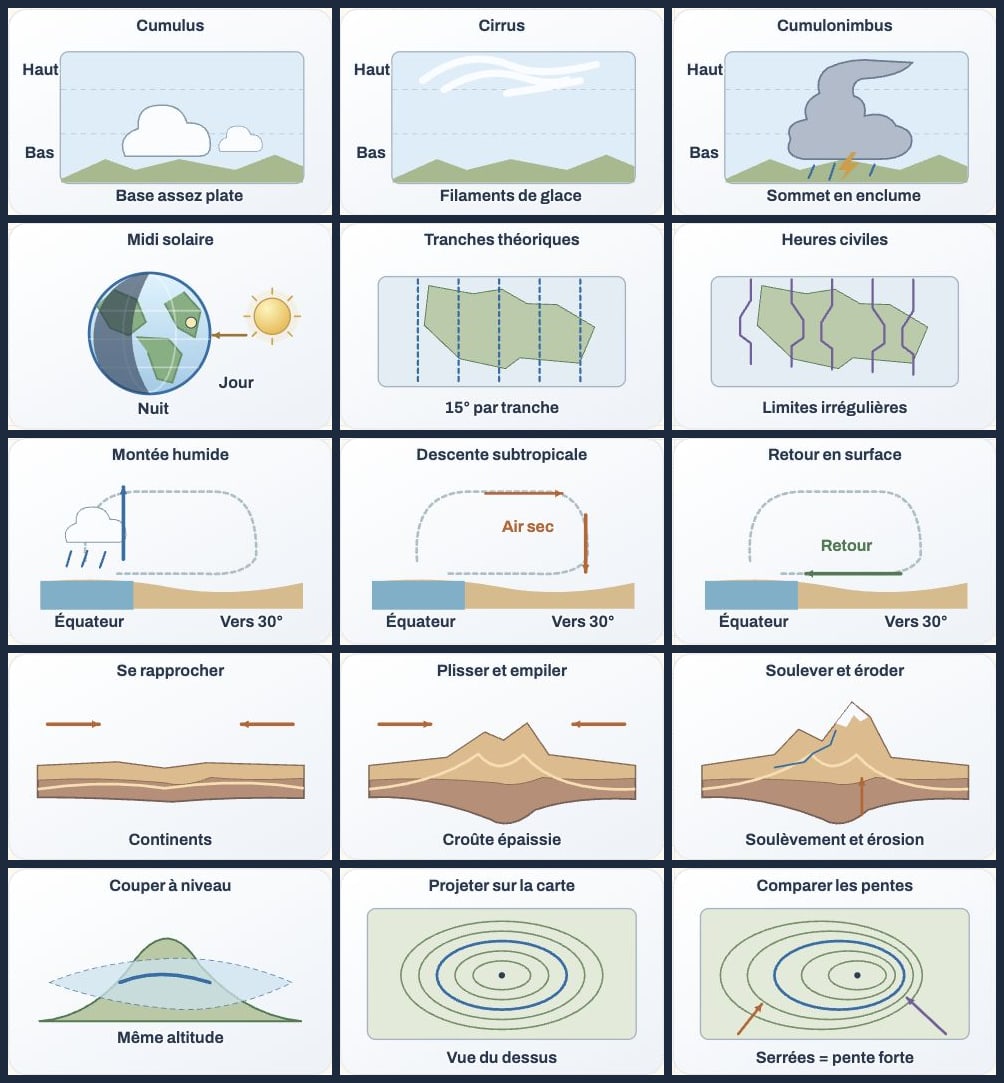 Cumulus
Haut
Bas
Base assez plate
Cirrus
Haut
Bas
Filaments de glace
Cumulonimbus
Haut
Bas
Sommet en enclume
Midi solaire
Jour
Nuit
Tranches théoriques
15° par tranche
Heures civiles
Limites irrégulières
Montée humide
Équateur
Vers 30°
Descente subtropicale
Air sec
Équateur
Vers 30°
Retour en surface
Retour
Équateur
Vers 30°
Se rapprocher
Continents
Plisser et empiler
Croûte épaissie
Soulever et éroder
Soulèvement et érosion
Couper à niveau
Même altitude
Projeter sur la carte
Vue du dessus
Comparer les pentes
Serrées = pente forte